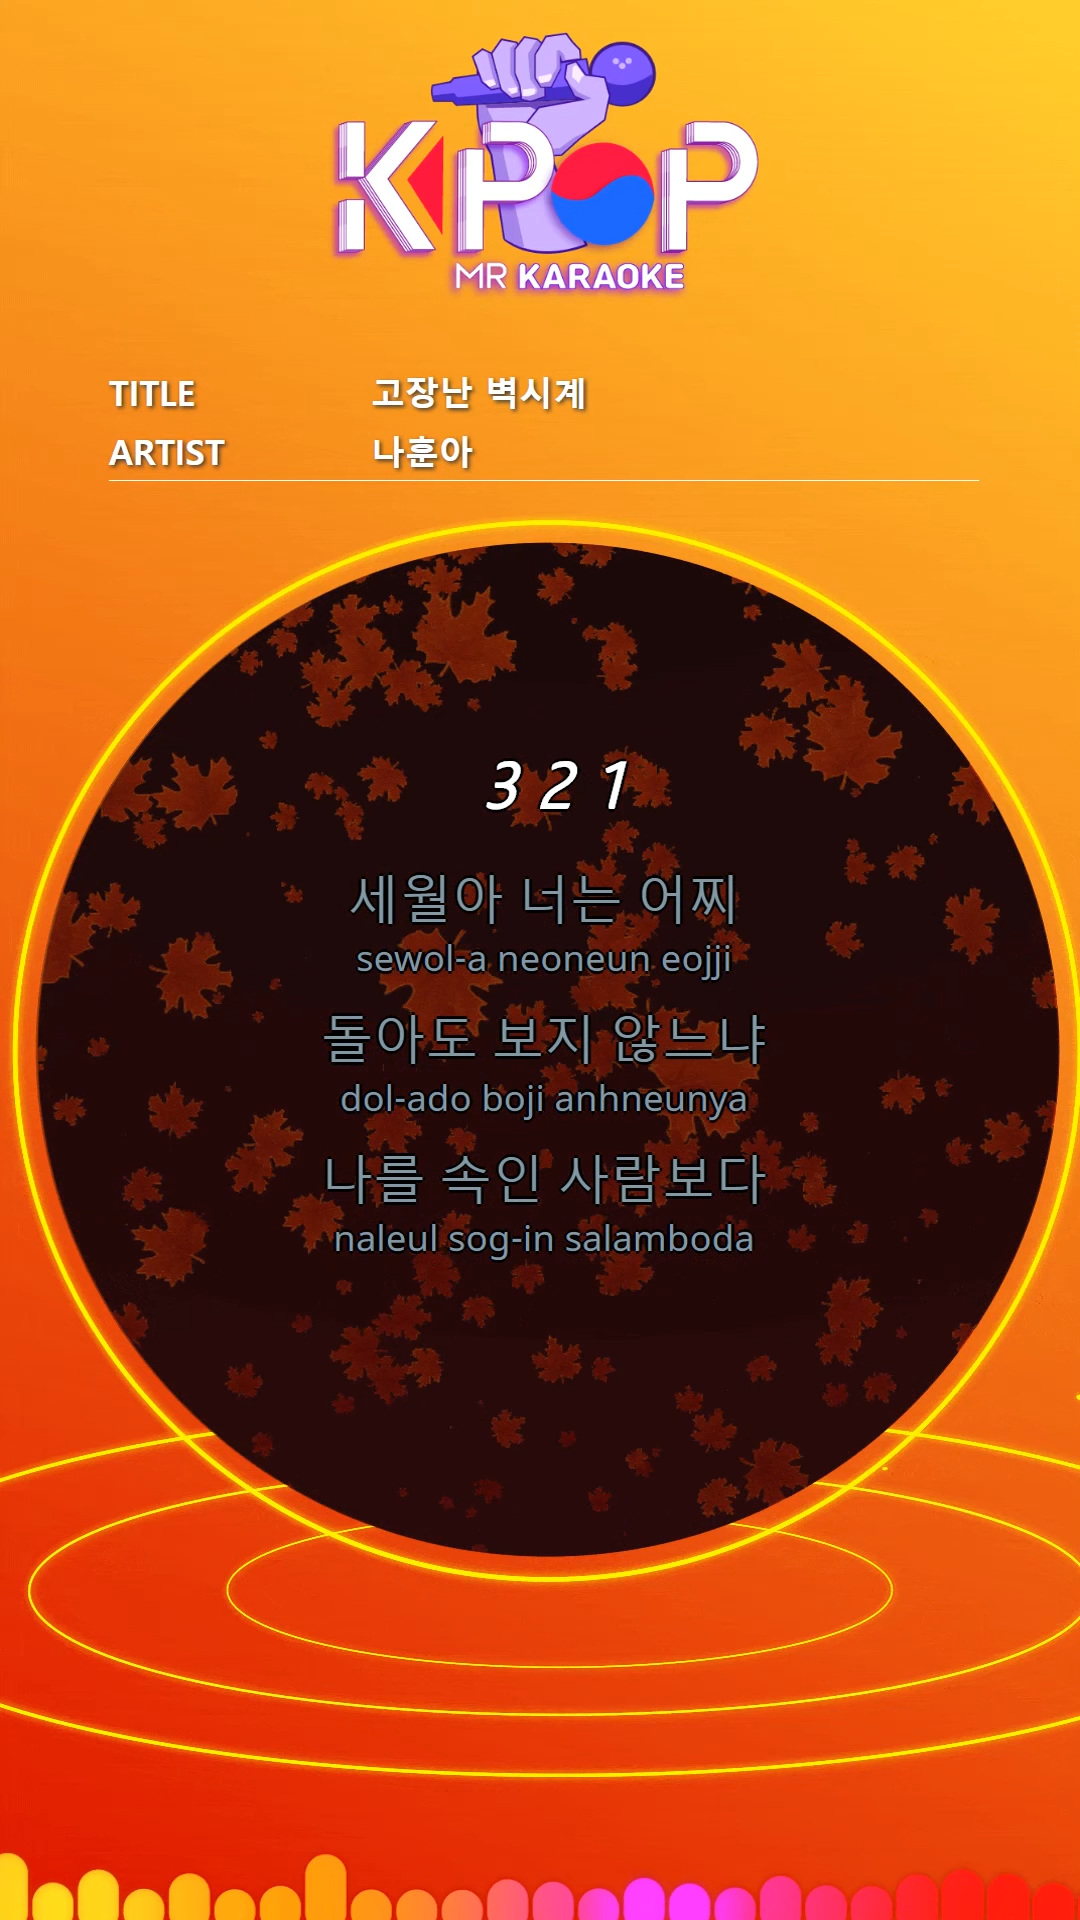 KPOP
MR KARAOKE
TITLE 고장난 벽시계
ARTIST 나훈아
3 2 1
세월아 너는 어찌
sewol-a neoneun eojji
돌아도 보지 않느냐
dol-ado boji anhneunya
나를 속인 사람보다
naleul sog-in salamboda